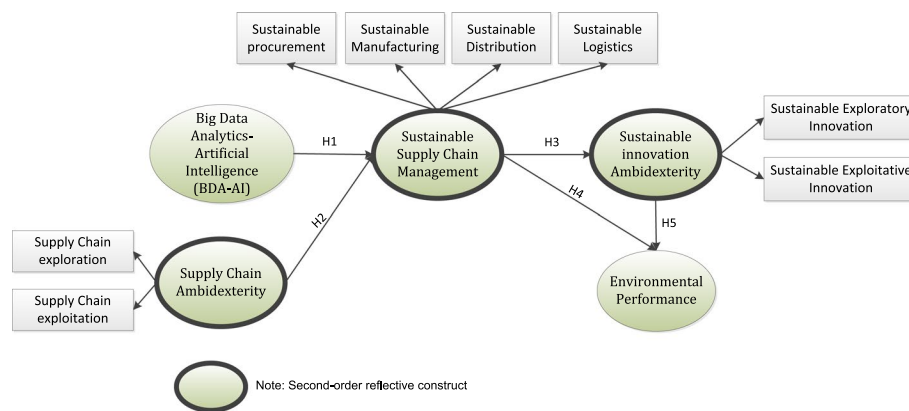 Sustainable
procurement
Sustainable
Manufacturing
Sustainable
Distribution
Sustainable
Logistics
Big Data
Analytics-
Artificial
Intelligence
(BDA-AI)
H1
Sustainable
Supply Chain
Management
H3
Sustainable
innovation
Ambidexterity
Sustainable Exploratory
Innovation
Sustainable Exploitative
Innovation
H2
H4
H5
Supply Chain
exploration
Supply Chain
exploitation
Supply Chain
Ambidexterity
Environmental
Performance
Note: Second-order reflective construct